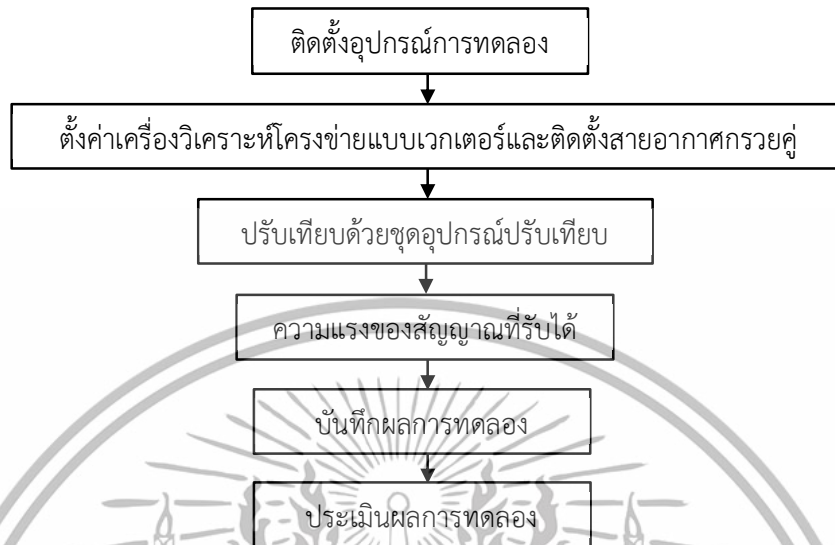 ติดตั้งอุปกรณ์การทดลอง
ตั้งค่าเครื่องวิเคราะห์โครงข่ายแบบเวกเตอร์และติดตั้งสายอากาศกรวยคู่
ปรับเทียบด้วยชุดอุปกรณ์ปรับเทียบ
ความแรงของสัญญาณที่รับได้
บันทึกผลการทดลอง
ประเมินผลการทดลอง